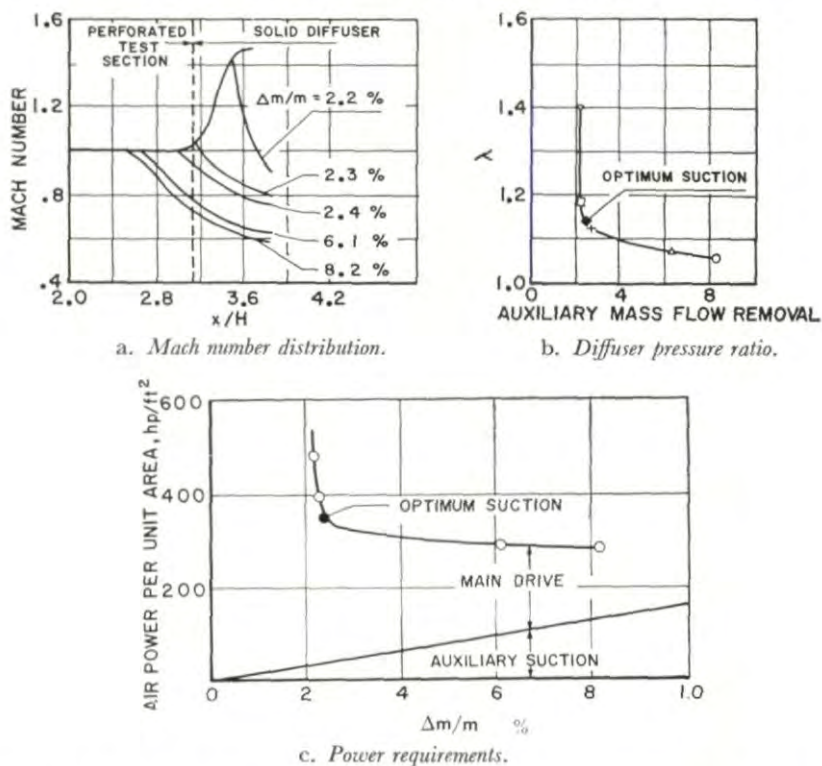 1.6
1.2
.8
.4
MACH NUMBER
PERFORATED
TEST
SECTION
SOLID DIFFUSER
Δm/m = 2.2 %
2.3 %
2.4 %
6.1 %
8.2 %
2.0 2.8 3.6 4.2
x/H
a. Mach number distribution.
1.6
1.4
1.2
1.0
λ
OPTIMUM SUCTION
0 4 8
AUXILIARY MASS FLOW REMOVAL
b. Diffuser pressure ratio.
AIR POWER PER UNIT AREA, hp/ft²
600
400
200
OPTIMUM SUCTION
MAIN DRIVE
AUXILIARY SUCTION
0 2 4 6 8 1.0
Δm/m %
c. Power requirements.